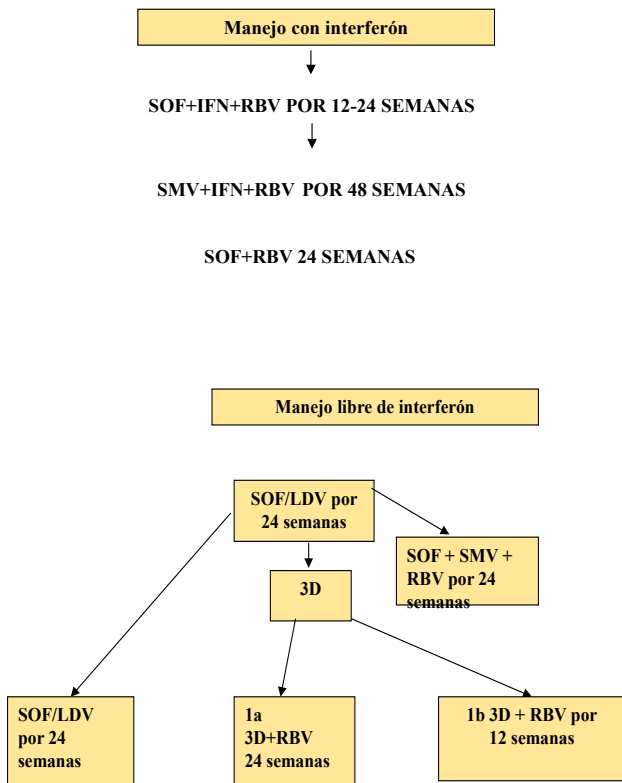 Manejo con interferón
SOF+IFN+RBV POR 12-24 SEMANAS
SMV+IFN+RBV POR 48 SEMANAS
SOF+RBV 24 SEMANAS
Manejo libre de interferón
SOF/LDV por
24 semanas
SOF + SMV +
RBV por 24
semanas
3D
SOF/LDV
por 24
semanas
1a
3D+RBV
24 semanas
1b 3D + RBV por
12 semanas